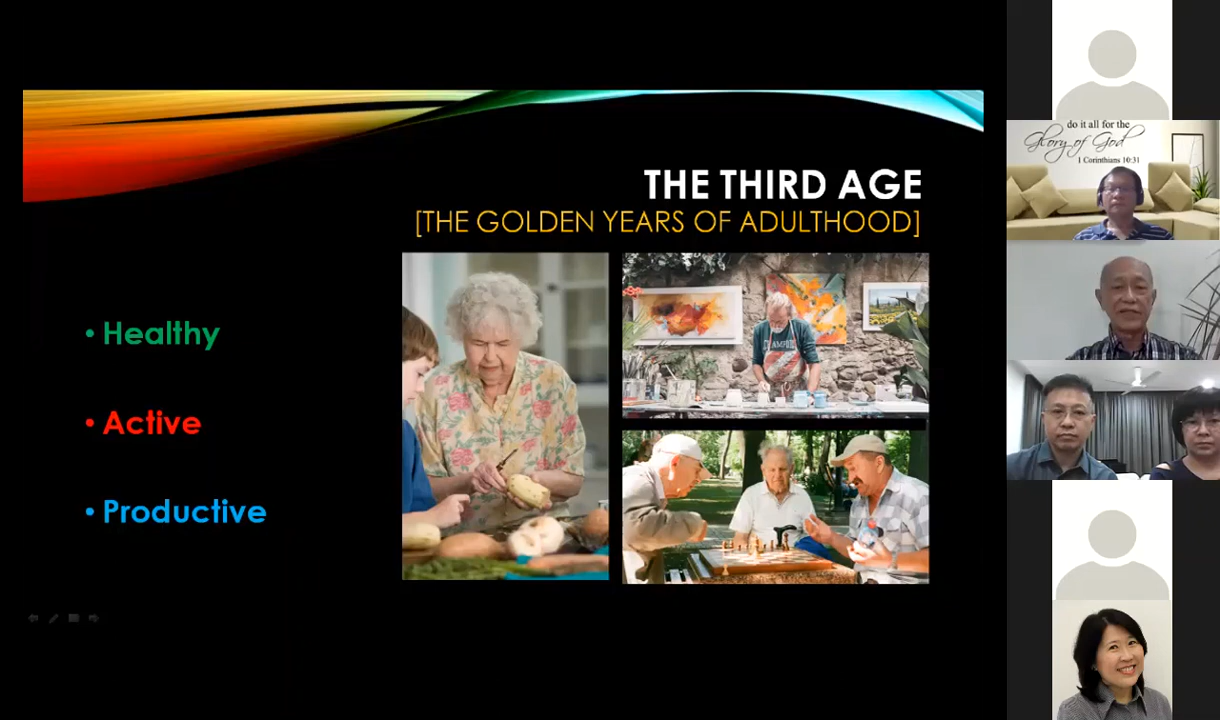 THE THIRD AGE
[THE GOLDEN YEARS OF ADULTHOOD]
• Healthy
• Active
• Productive
do it all for the
Glory of God
1 Corinthians 10:31